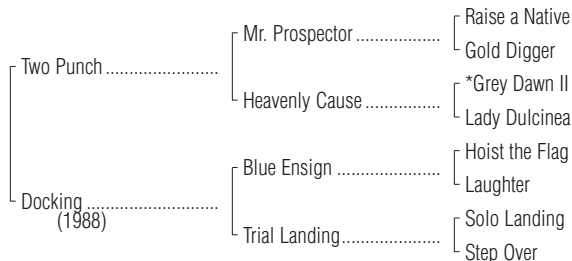 Raise a Native
Mr. Prospector ..................
Gold Digger
Two Punch ........................
*Grey Dawn II
Heavenly Cause ................
Lady Dulcinea
Hoist the Flag
Blue Ensign ......................
Laughter
Docking ............................
(1988)
Solo Landing
Trial Landing.....................
Step Over